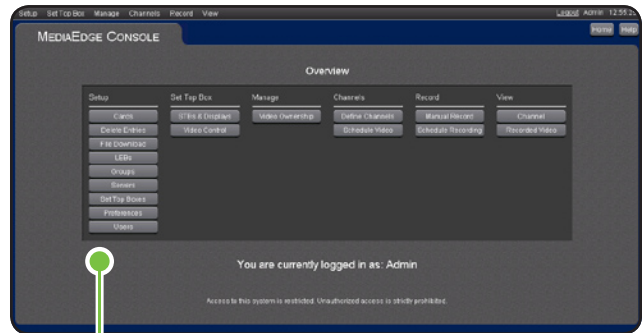 Setup Set Top Box Manage Channels Record View
Logout Admin 12:55:2
MEDIAEDGE CONSOLE
Home Help
Overview
Setup Set Top Box Manage Channels Record View
Cards STBs & Displays Video Ownership Define Channels Manual Record Channel
Delete Entries Video Control Schedule Video Schedule Recording Recorded Video
File Download
LEBs
Groups
Servers
Set Top Boxes
Preferences
Users
You are currently logged in as: Admin
Access to this system is restricted. Unauthorized access is strictly prohibited.